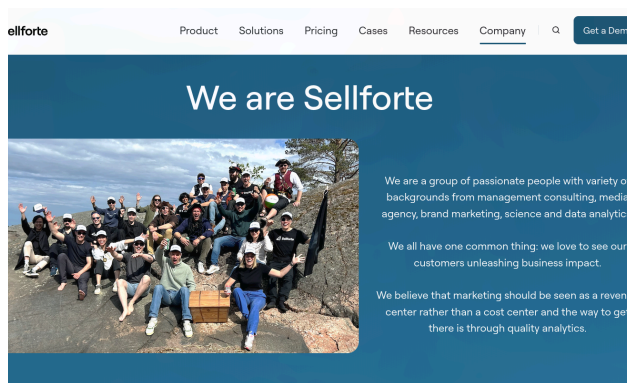 ellforte
Product Solutions Pricing Cases Resources Company Get a Dem
We are Sellforte
Sellforte
We are a group of passionate people with variety o
backgrounds from management consulting, media
agency, brand marketing, science and data analytic
We all have one common thing: we love to see our
customers unleashing business impact.
We believe that marketing should be seen as a reven
center rather than a cost center and the way to get
there is through quality analytics.